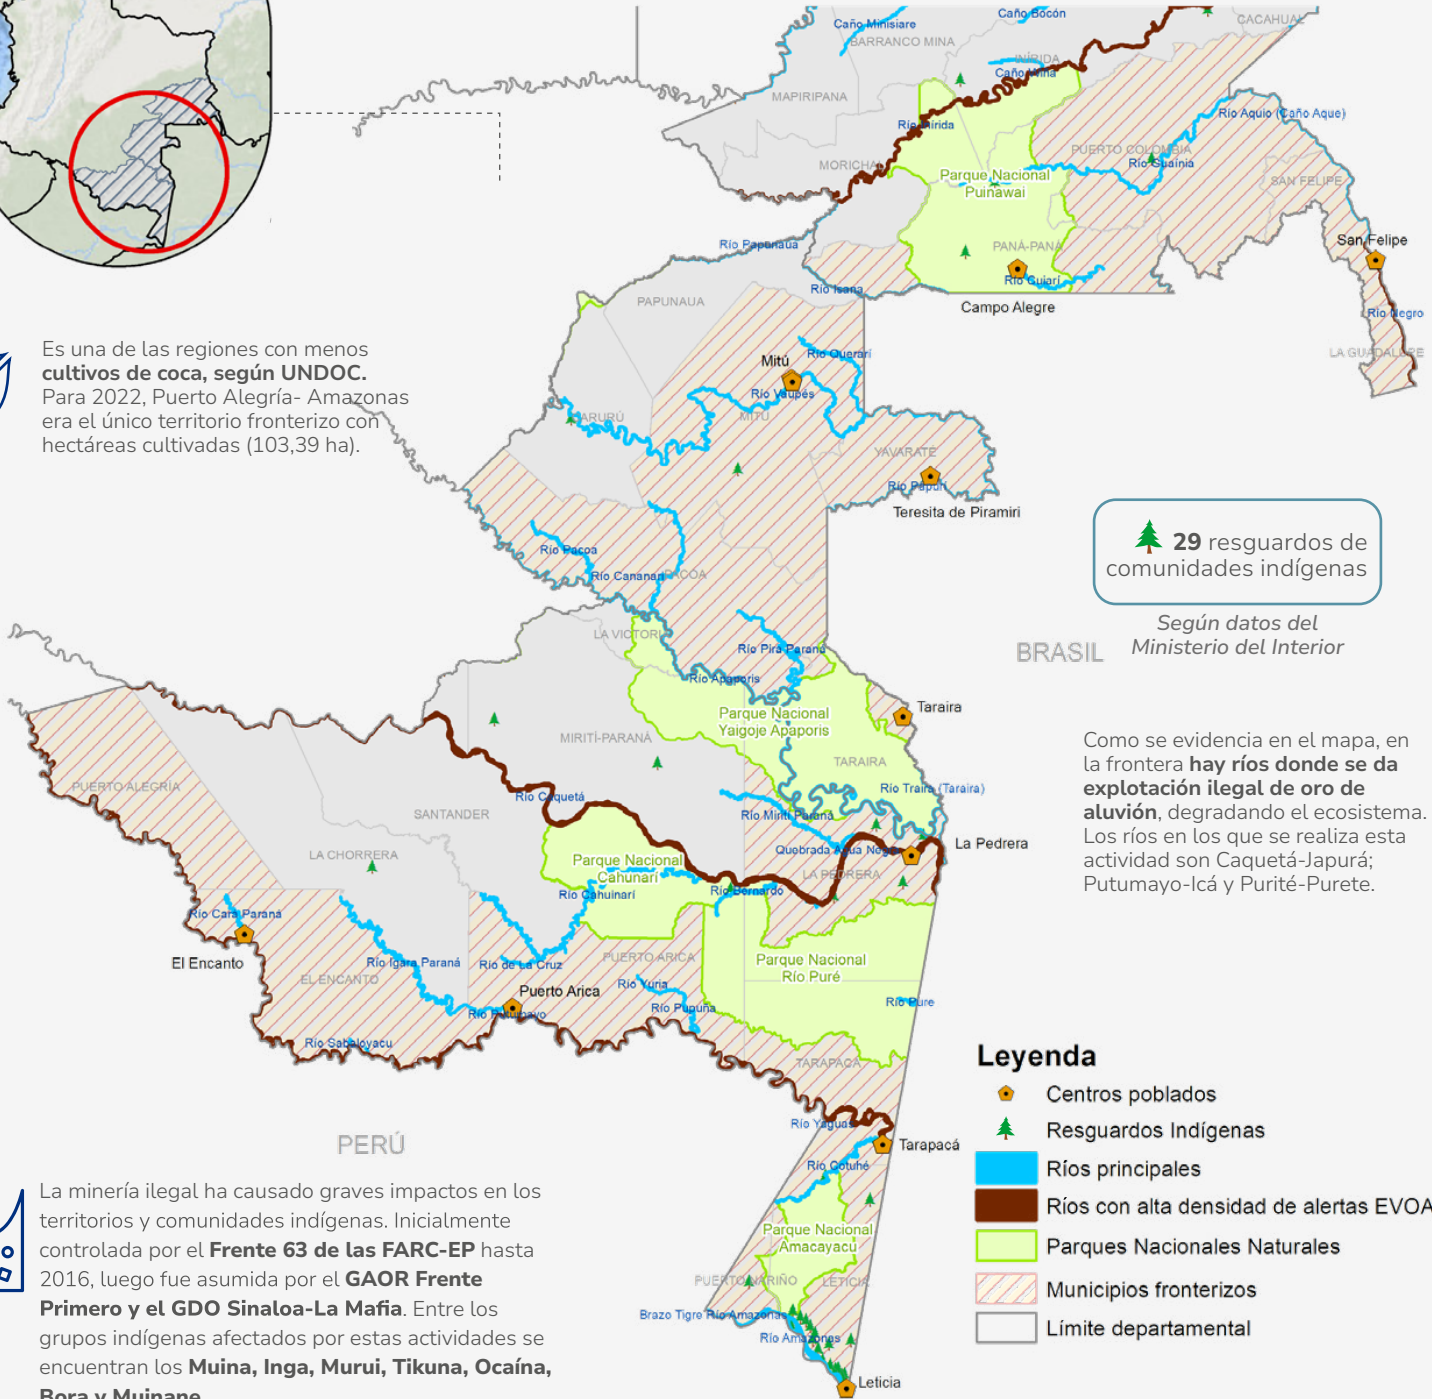 Caño Minisiare
Caño Bocón
CACAHUAL
BARRANCO MINA
INÍRIDA
Caño Mina
MAPIRIPANA
Río Inírida
Río Aquio (Caño Aque)
PUERTO COLOMBIA
Río Guainía
MORICHAL
Parque Nacional
Puinawai
SAN FELIPE
San Felipe
Río Papunaua
PANÁ-PANÁ
Río Cuiarí
Río Isana
Campo Alegre
PAPUNAUA
Río Negro
LA GUADALUPE
Es una de las regiones con menos
cultivos de coca, según UNDOC.
Para 2022, Puerto Alegría- Amazonas
era el único territorio fronterizo con
hectáreas cultivadas (103,39 ha).
Mitú
Río Querarí
Río Vaupés
MITÚ
CARURÚ
YAVARATÉ
Río Papurí
Teresita de Piramiri
29 resguardos de
comunidades indígenas
Según datos del
Ministerio del Interior
Río Pacoa
Río Cananarí
PACOA
LA VICTORIA
BRASIL
Río Pira Paraná
Río Apaporis
Taraira
Parque Nacional
Yaigoje Apaporis
MIRITÍ-PARANÁ
TARAIRA
Como se evidencia en el mapa, en
la frontera hay ríos donde se da
explotación ilegal de oro de
aluvión, degradando el ecosistema.
Los ríos en los que se realiza esta
actividad son Caquetá-Japurá;
Putumayo-Icá y Purité-Purete.
PUERTO ALEGRÍA
Río Caquetá
Río Traira (Taraira)
SANTANDER
Río Mirití Paraná
La Pedrera
Quebrada Agua Negra
LA CHORRERA
Parque Nacional
Cahunarí
LA PEDRERA
Río Cahuinarí
Río Bernardo
Río Cara Paraná
El Encanto
Río Igara Paraná
Río de La Cruz
PUERTO ARICA
Parque Nacional
Río Puré
EL ENCANTO
Río Yuria
Puerto Arica
Río Pupuña
Río Pure
Río Putumayo
Río Sabaloyacu
TARAPACÁ
PERÚ
Río Yaguas
Tarapacá
Río Cotuhé
Parque Nacional
Amacayacu
PUERTO NARIÑO
LETICIA
Brazo Tigre Río Amazonas
Río Amazonas
Leticia
La minería ilegal ha causado graves impactos en los
territorios y comunidades indígenas. Inicialmente
controlada por el Frente 63 de las FARC-EP hasta
2016, luego fue asumida por el GAOR Frente
Primero y el GDO Sinaloa-La Mafia. Entre los
grupos indígenas afectados por estas actividades se
encuentran los Muina, Inga, Murui, Tikuna, Ocaína,
Bora y Muinane
Leyenda
Centros poblados
Resguardos Indígenas
Ríos principales
Ríos con alta densidad de alertas EVOA
Parques Nacionales Naturales
Municipios fronterizos
Límite departamental